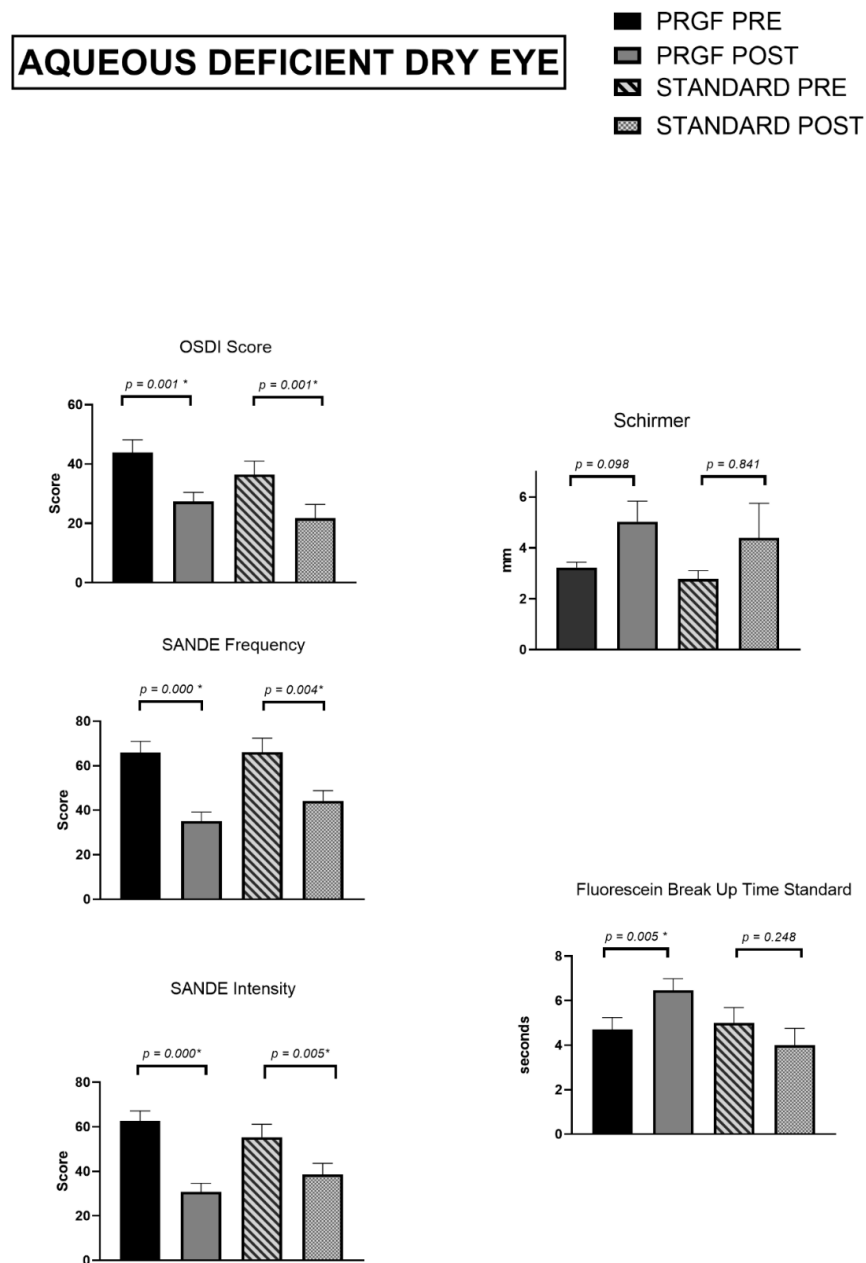 AQUEOUS DEFICIENT DRY EYE
PRGF PRE
PRGF POST
STANDARD PRE
STANDARD POST
OSDI Score
p = 0.001 *
p = 0.001*
60
40
20
0
Score
Schirmer
p = 0.098
p = 0.841
6
4
2
0
mm
SANDE Frequency
p = 0.000 *
p = 0.004*
80
60
40
20
0
Score
Fluorescein Break Up Time Standard
p = 0.005 *
p = 0.248
8
6
4
2
0
seconds
SANDE Intensity
p = 0.000*
p = 0.005*
80
60
40
20
0
Score